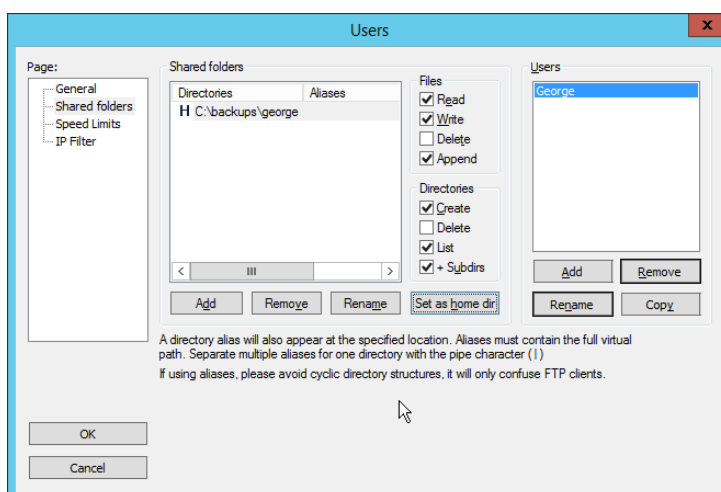 Users
x
Page:
General
Shared folders
Speed Limits
IP Filter
Shared folders
Directories Aliases
H C:\backups\george
Files
Read
Write
Delete
Append
Directories
Create
Delete
List
+ Subdirs
Add Remove Rename Set as home dir
Users
George
Add Remove
Rename Copy
A directory alias will also appear at the specified location. Aliases must contain the full virtual
path. Separate multiple aliases for one directory with the pipe character (|)
If using aliases, please avoid cyclic directory structures, it will only confuse FTP clients.
OK
Cancel